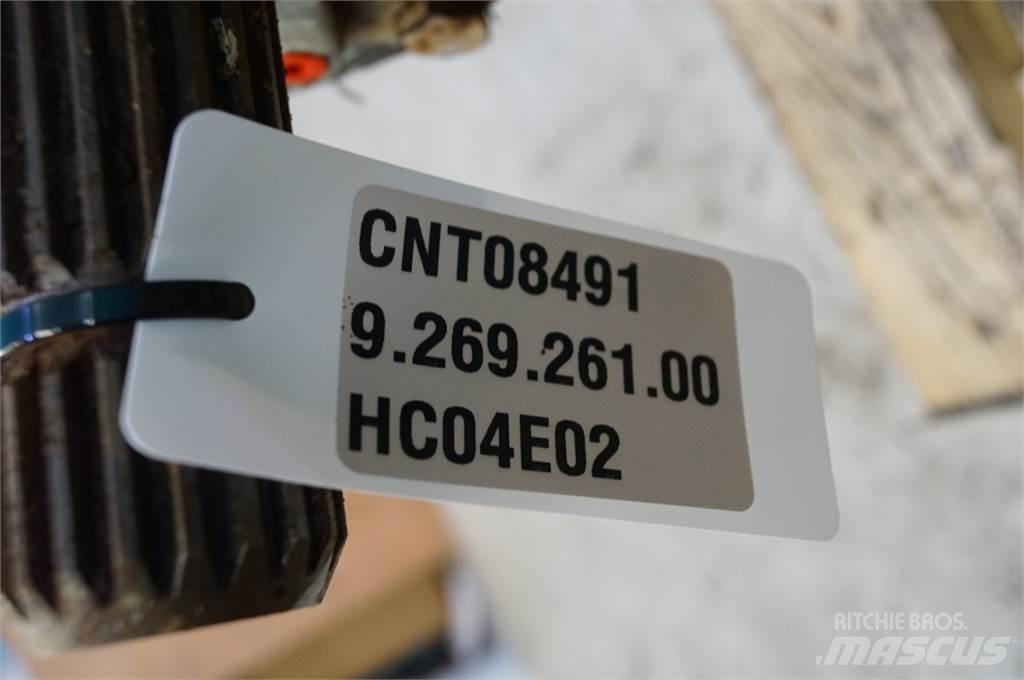 CNT08491
9.269.261.00
HC04E02
RITCHIE BROS.
MASCUS